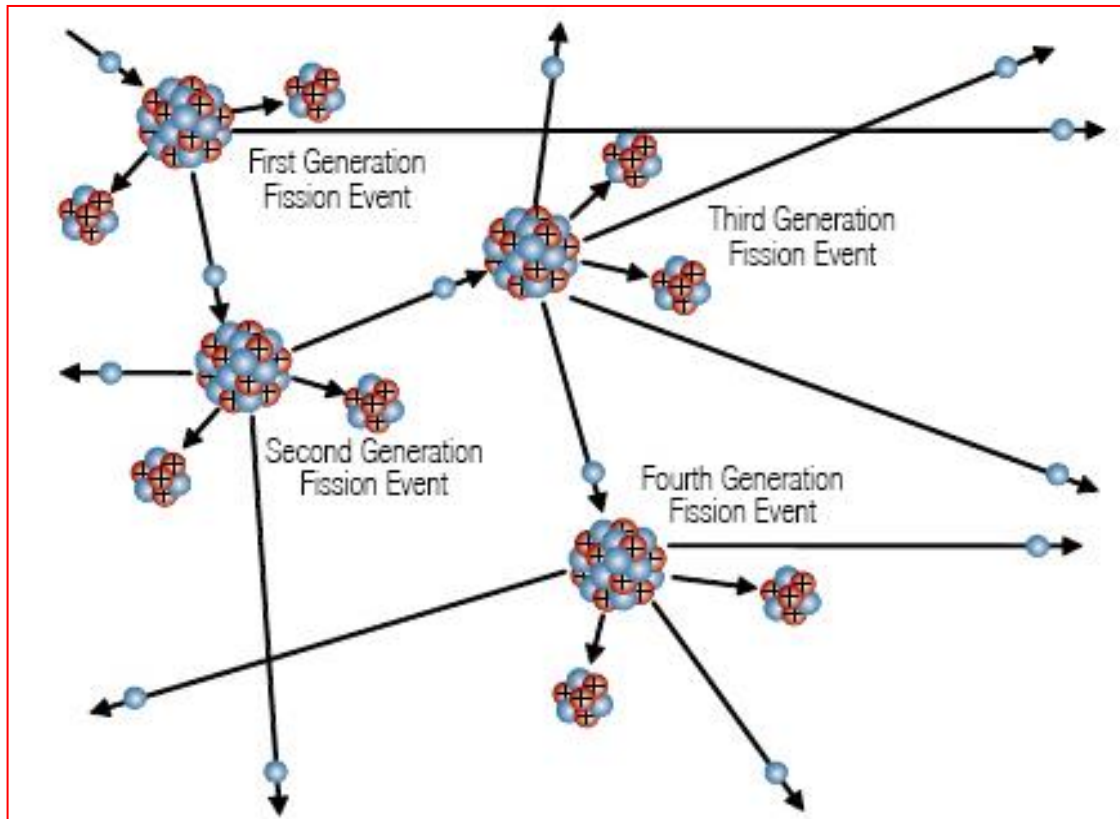 First Generation
Fission Event
Third Generation
Fission Event
Second Generation
Fission Event
Fourth Generation
Fission Event